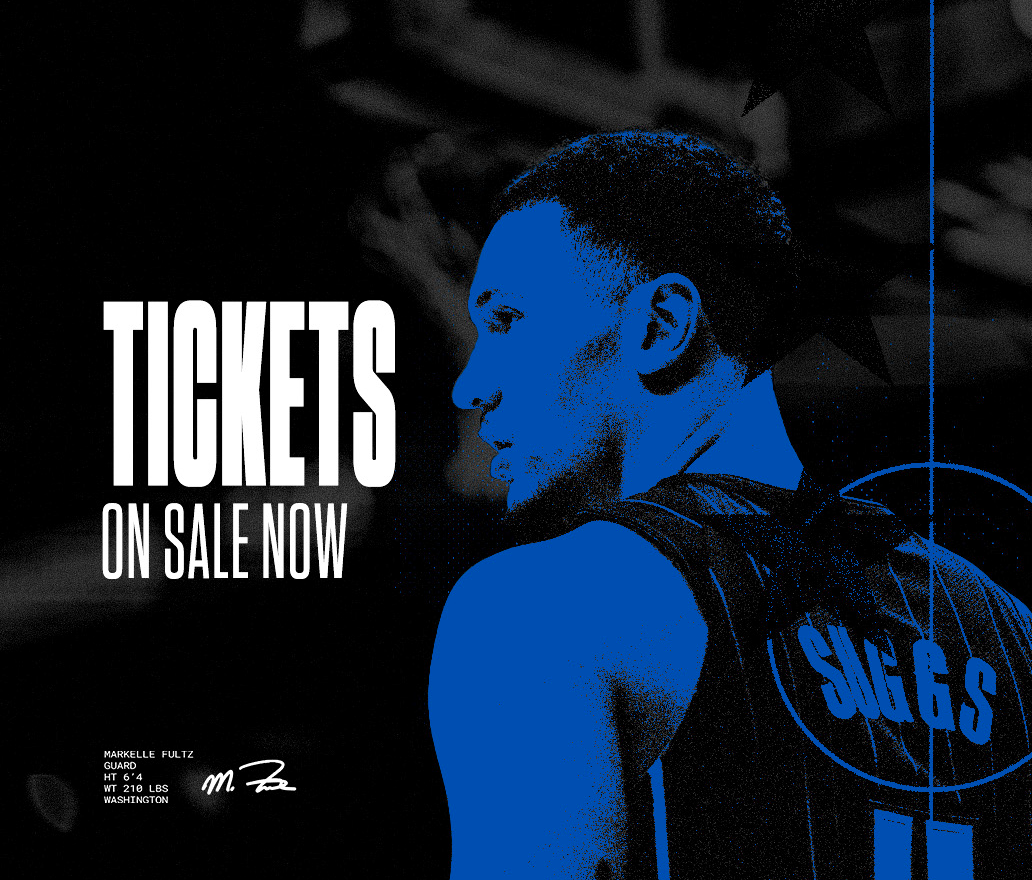 TICKETS
ON SALE NOW
SUGGS
MARKELLE FULTZ
GUARD
HT 6'4
WT 210 LBS
WASHINGTON